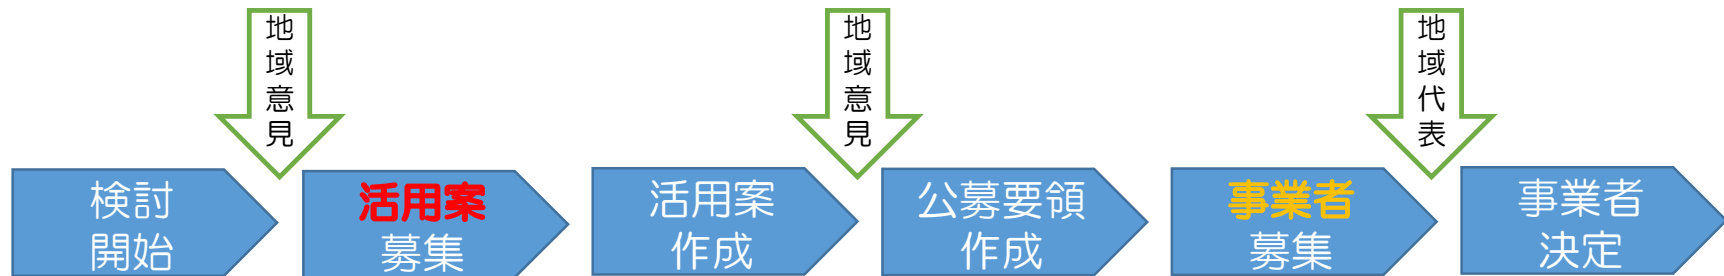 地域意見
地域意見
地域代表
検討
開始
活用案
募集
活用案
作成
公募要領
作成
事業者
募集
事業者
決定